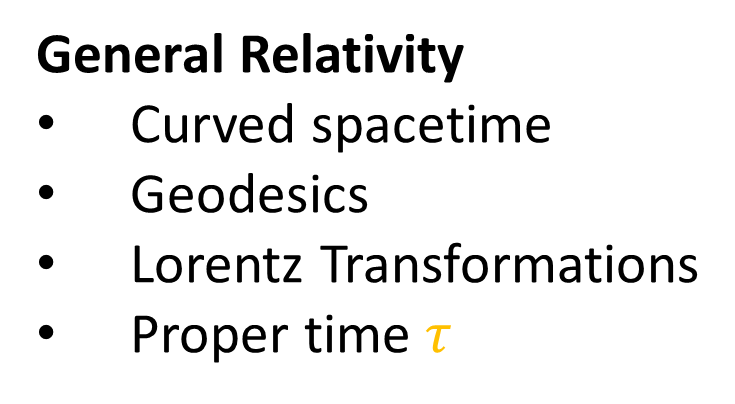 General Relativity
• Curved spacetime
• Geodesics
• Lorentz Transformations
• Proper time τ